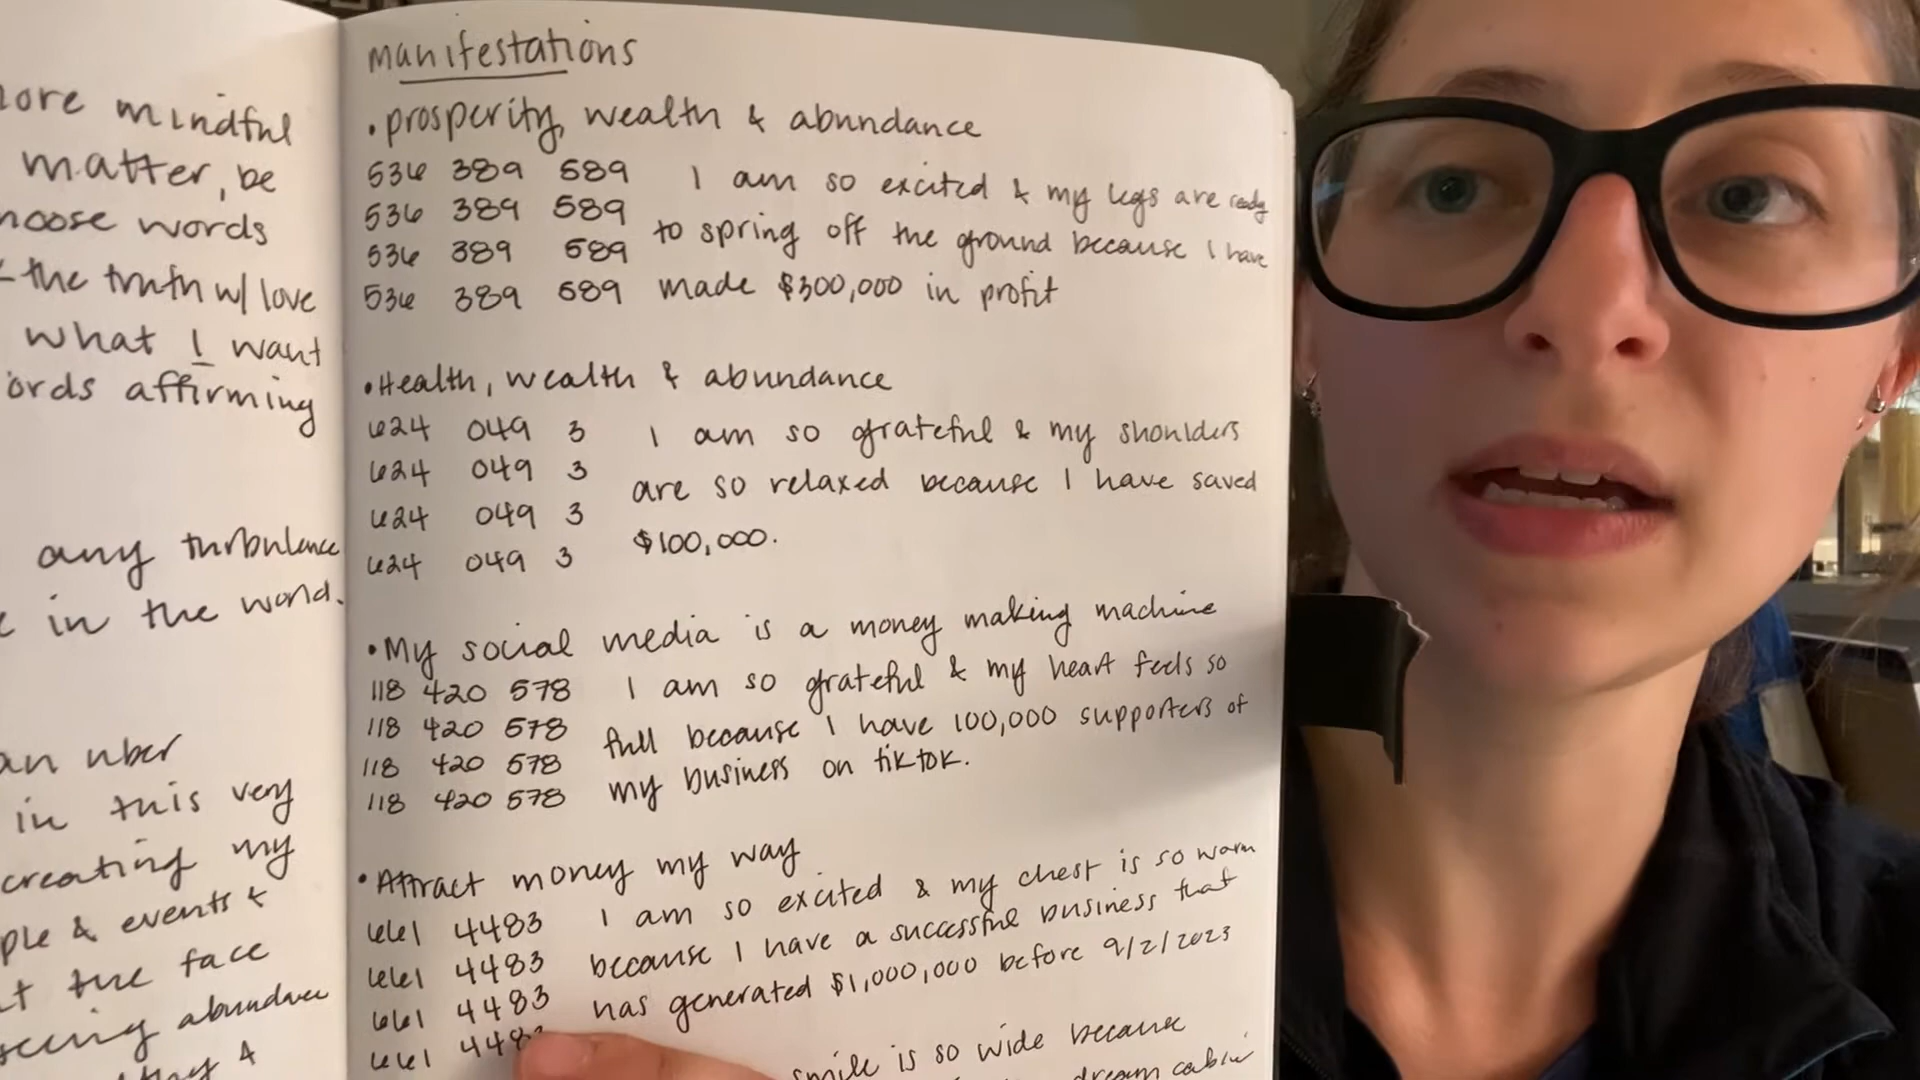 more mindful
matter, be
choose words
the truth w/ love
what I want
words affirming
any turbulence
in the world.
an uber
in this very
creating my
& events &
the face
seeing abundance
manifestations
• prosperity, wealth & abundance
536 389 589 I am so excited & my legs are ready
536 389 589 to spring off the ground because I have
536 389 589
536 389 589 made $300,000 in profit
• Health, wealth & abundance
624 049 3 I am so grateful & my shoulders
624 049 3 are so relaxed because I have saved
624 049 3 $100,000.
624 049 3
• My social media is a money making machine
118 420 578 I am so grateful & my heart feels so
118 420 578 full because I have 100,000 supporters of
118 420 578 my business on tiktok.
118 420 578
• Attract money my way
661 4483 I am so excited & my chest is so warm
661 4483 because I have a successful business that
661 4483 has generated $1,000,000 before 9/2/2023
661 448
smile is so wide because
dream cabin